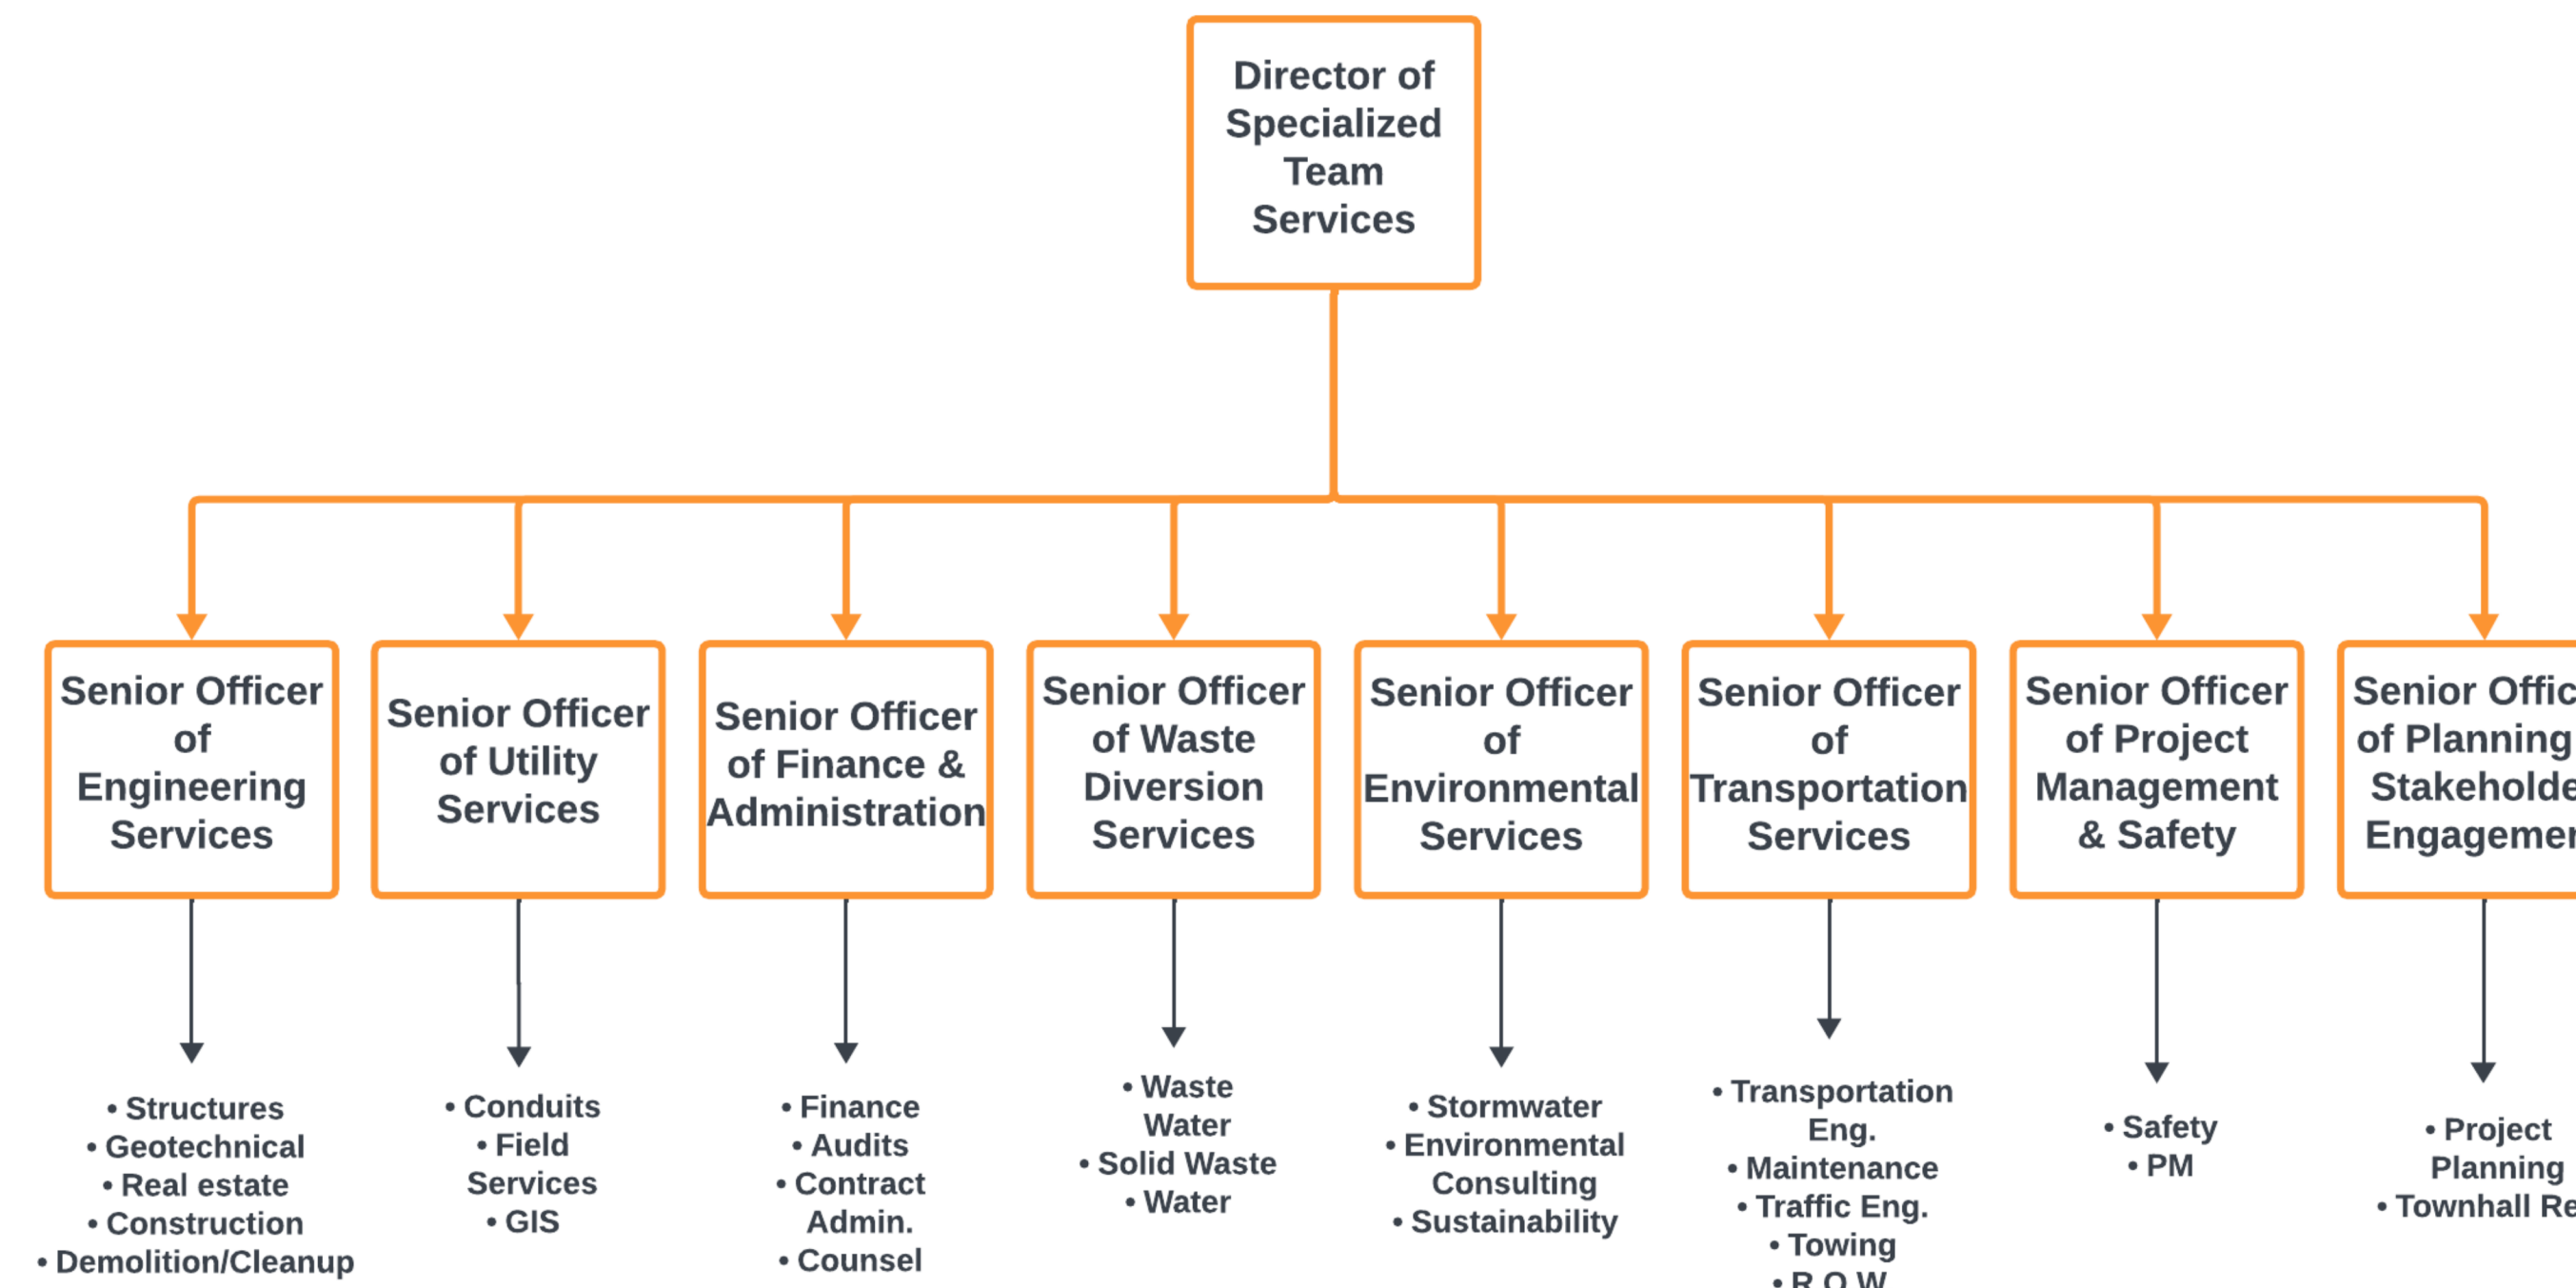 Director of
Specialized
Team
Services
Senior Officer
of
Engineering
Services
Senior Officer
of Utility
Services
Senior Officer
of Finance &
Administration
Senior Officer
of Waste
Diversion
Services
Senior Officer
of
Environmental
Services
Senior Officer
of
Transportation
Services
Senior Officer
of Project
Management
& Safety
Senior
of Planning
• Structures
• Geotechnical
• Real estate
• Construction
• Demolition/Cleanup
• Conduits
• Field
Services
• GIS
• Finance
• Audits
• Contract
Admin.
• Counsel
• Waste
Water
• Solid Waste
• Water
• Stormwater
• Environmental
Consulting
• Sustainability
• Transportation
Eng.
• Maintenance
• Traffic Eng.
• Towing
• R.O.W
• Safety
• PM
• Project
Planning
• Townhall